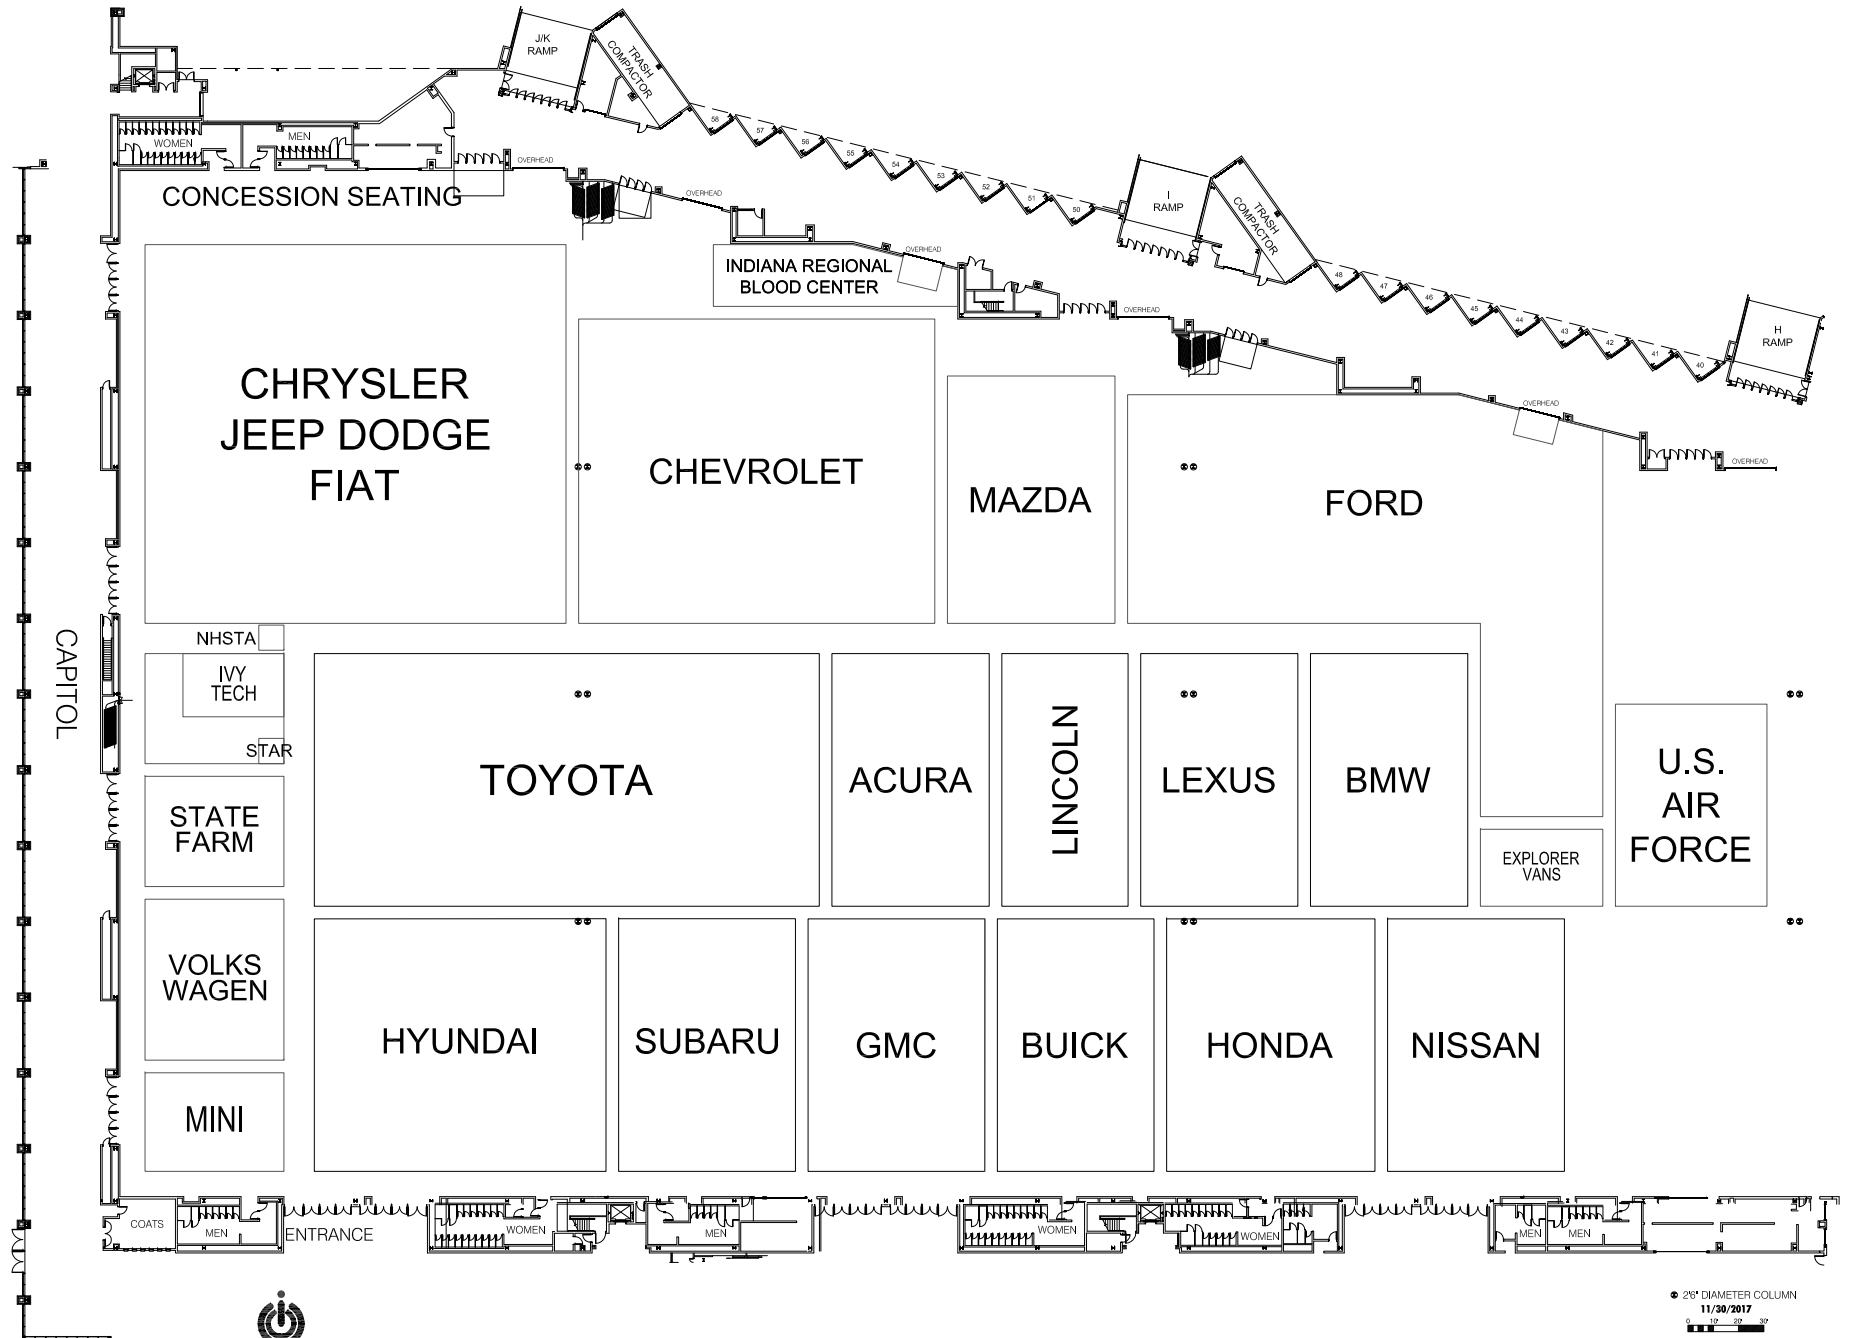 J/K
RAMP
TRASH
COMPACTOR
58
57
56
55
54
53
52
51
50
I
RAMP
TRASH
COMPACTOR
48
47
46
45
44
43
42
41
40
H
RAMP
WOMEN
MEN
OVERHEAD
OVERHEAD
OVERHEAD
OVERHEAD
OVERHEAD
OVERHEAD
CONCESSION SEATING
INDIANA REGIONAL
BLOOD CENTER
CHRYSLER
JEEP DODGE
FIAT
CHEVROLET
MAZDA
FORD
CAPITOL
NHSTA
IVY
TECH
STAR
STATE
FARM
TOYOTA
ACURA
LINCOLN
LEXUS
BMW
EXPLORER
VANS
U.S.
AIR
FORCE
VOLKS
WAGEN
MINI
HYUNDAI
SUBARU
GMC
BUICK
HONDA
NISSAN
COATS
MEN
ENTRANCE
WOMEN
MEN
WOMEN
WOMEN
MEN
MEN
2'6" DIAMETER COLUMN
11/30/2017
0 10' 20' 30'